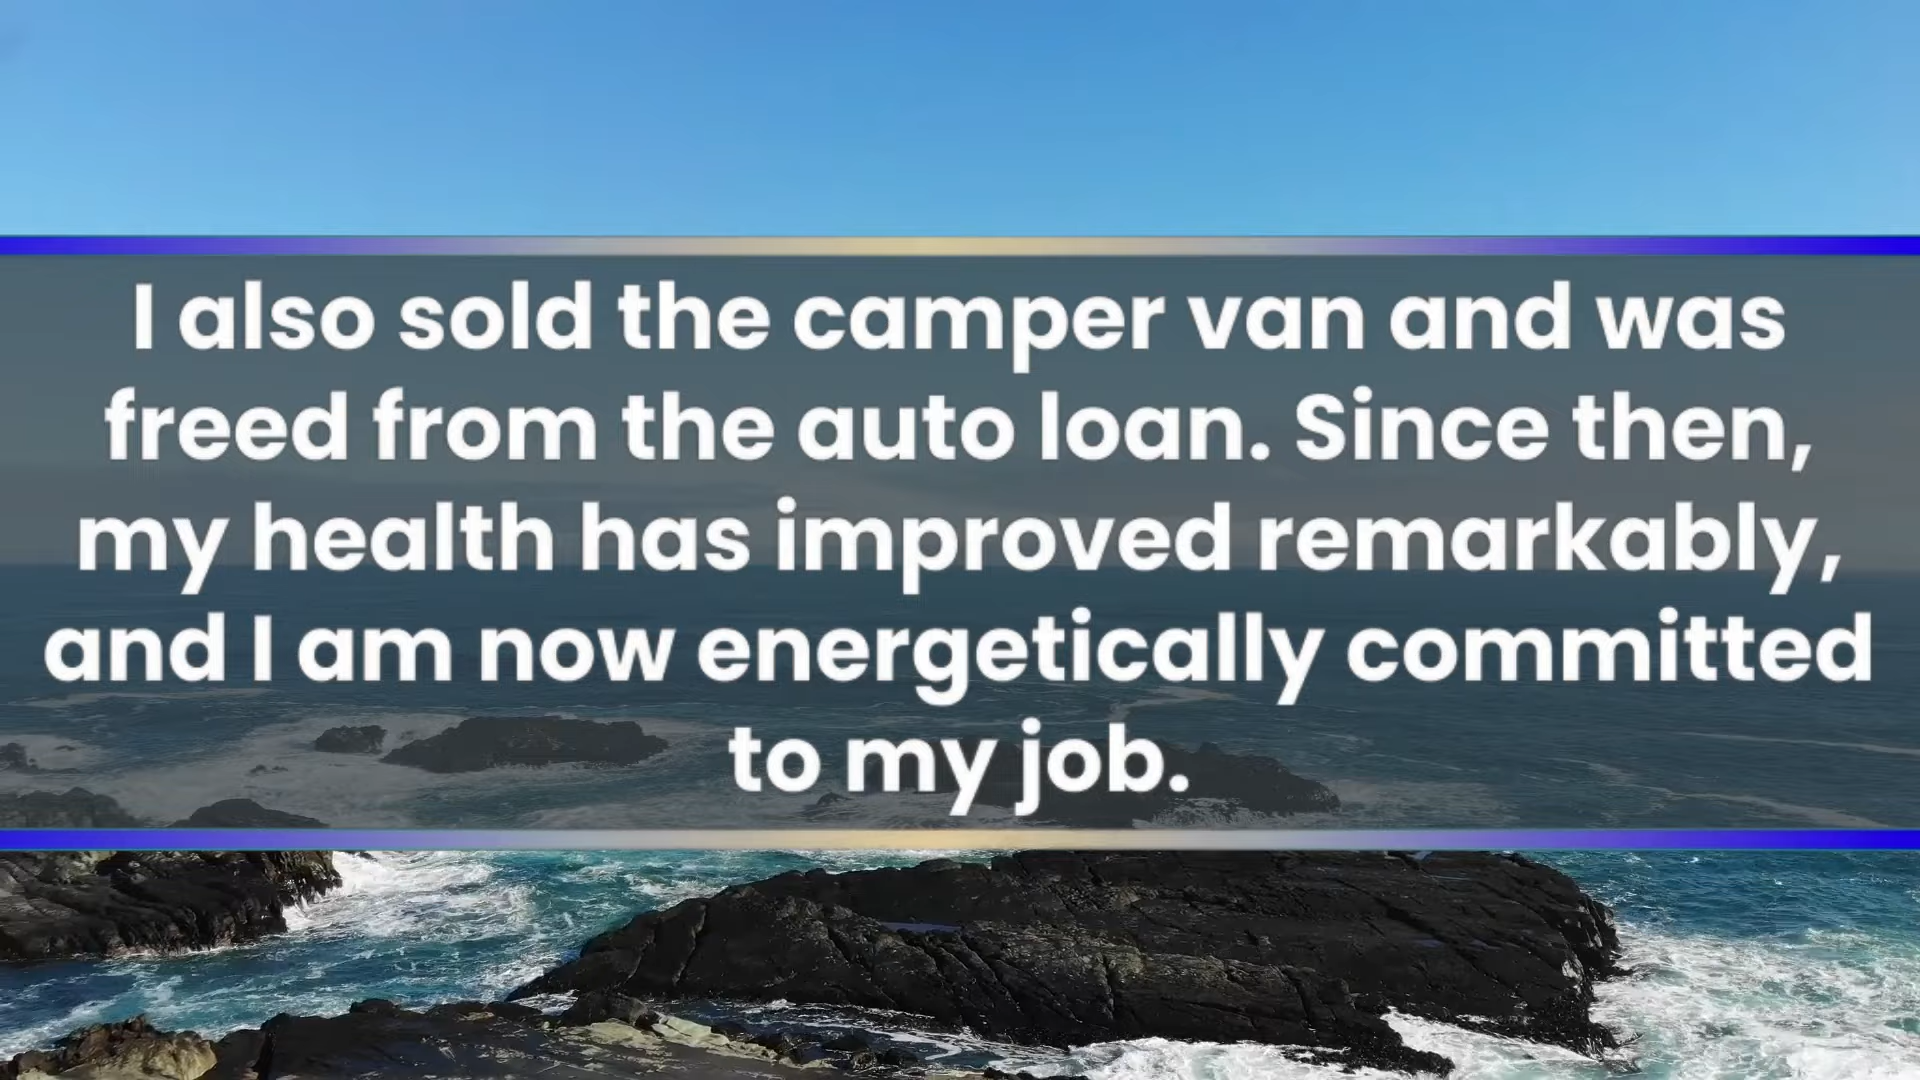 I also sold the camper van and was
freed from the auto loan. Since then,
my health has improved remarkably,
and I am now energetically committed
to my job.